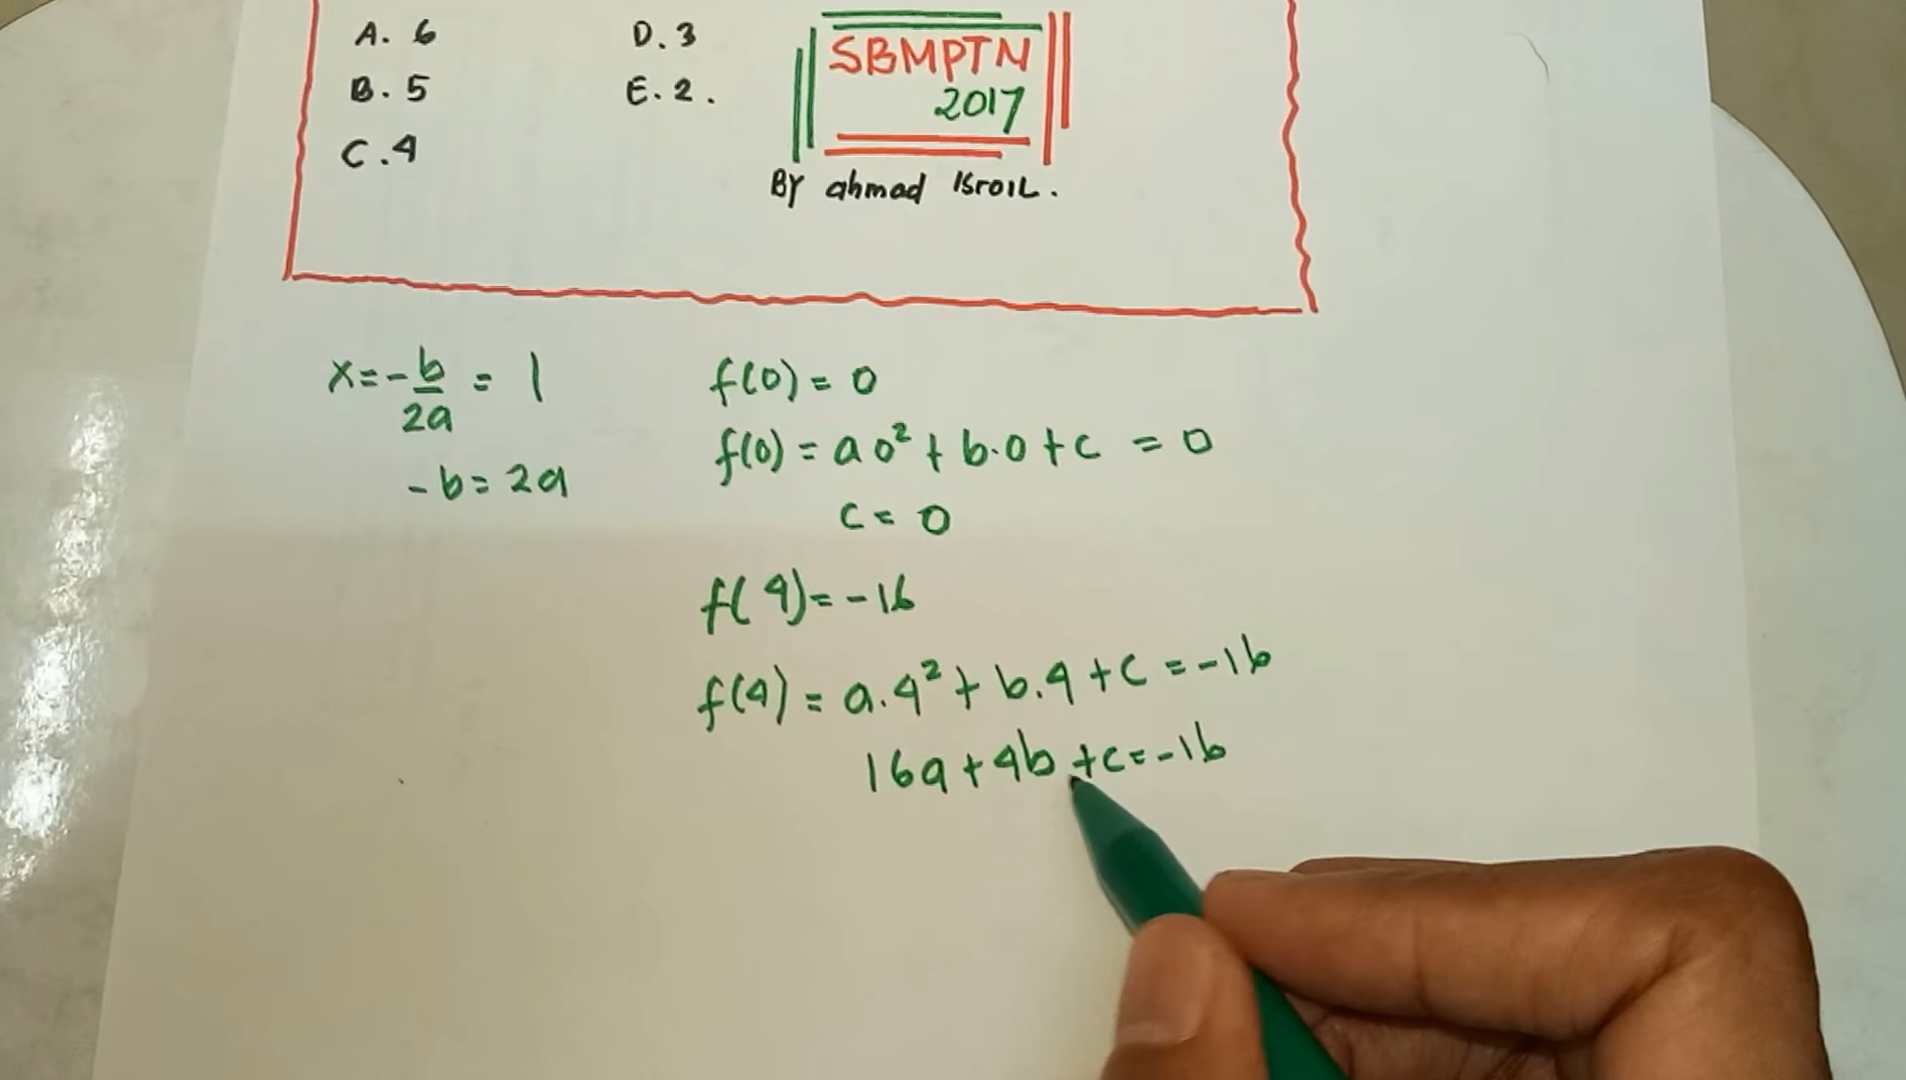 A. 6
B. 5
C. 4
D. 3
E. 2.
SBMPTN
2017
By ahmad Isroil.
x = -b/2a = 1
-b = 2a
f(0) = 0
f(0) = a0² + b.0 + c = 0
c = 0
f(4) = -16
f(4) = a.4² + b.4 + c = -16
16a + 4b + c = -16